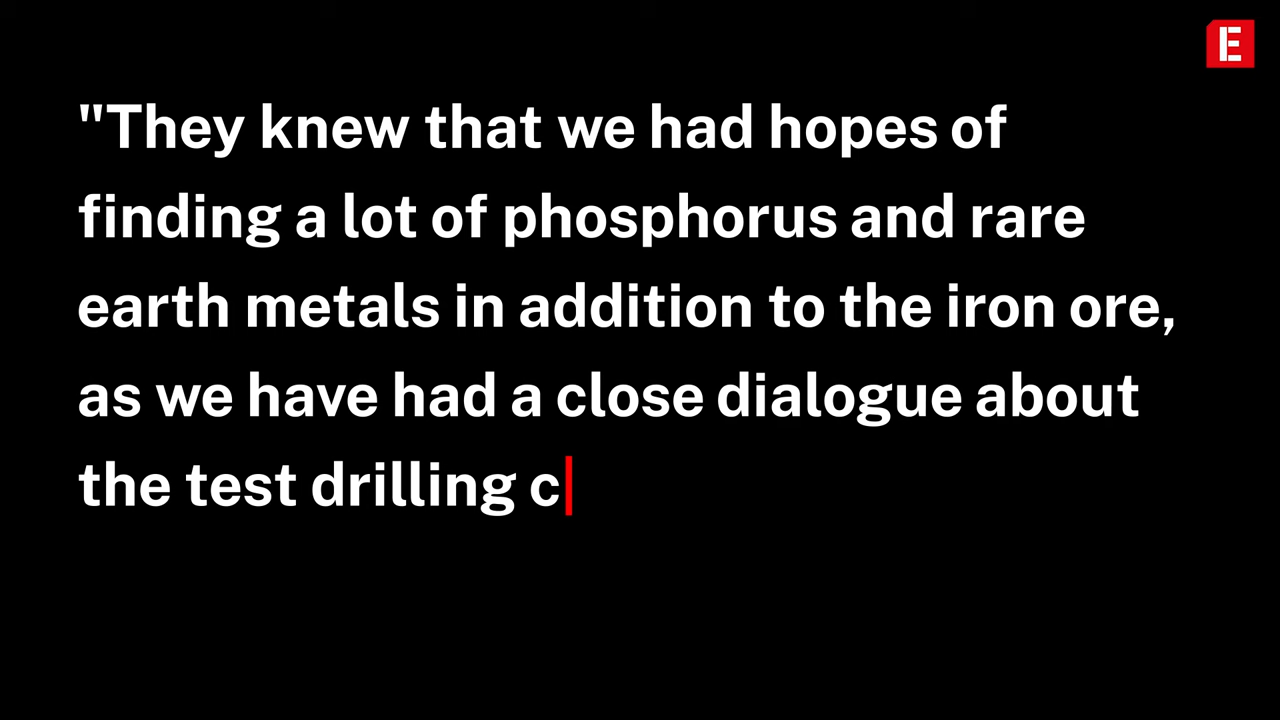 E
"They knew that we had hopes of
finding a lot of phosphorus and rare
earth metals in addition to the iron ore,
as we have had a close dialogue about
the test drilling c